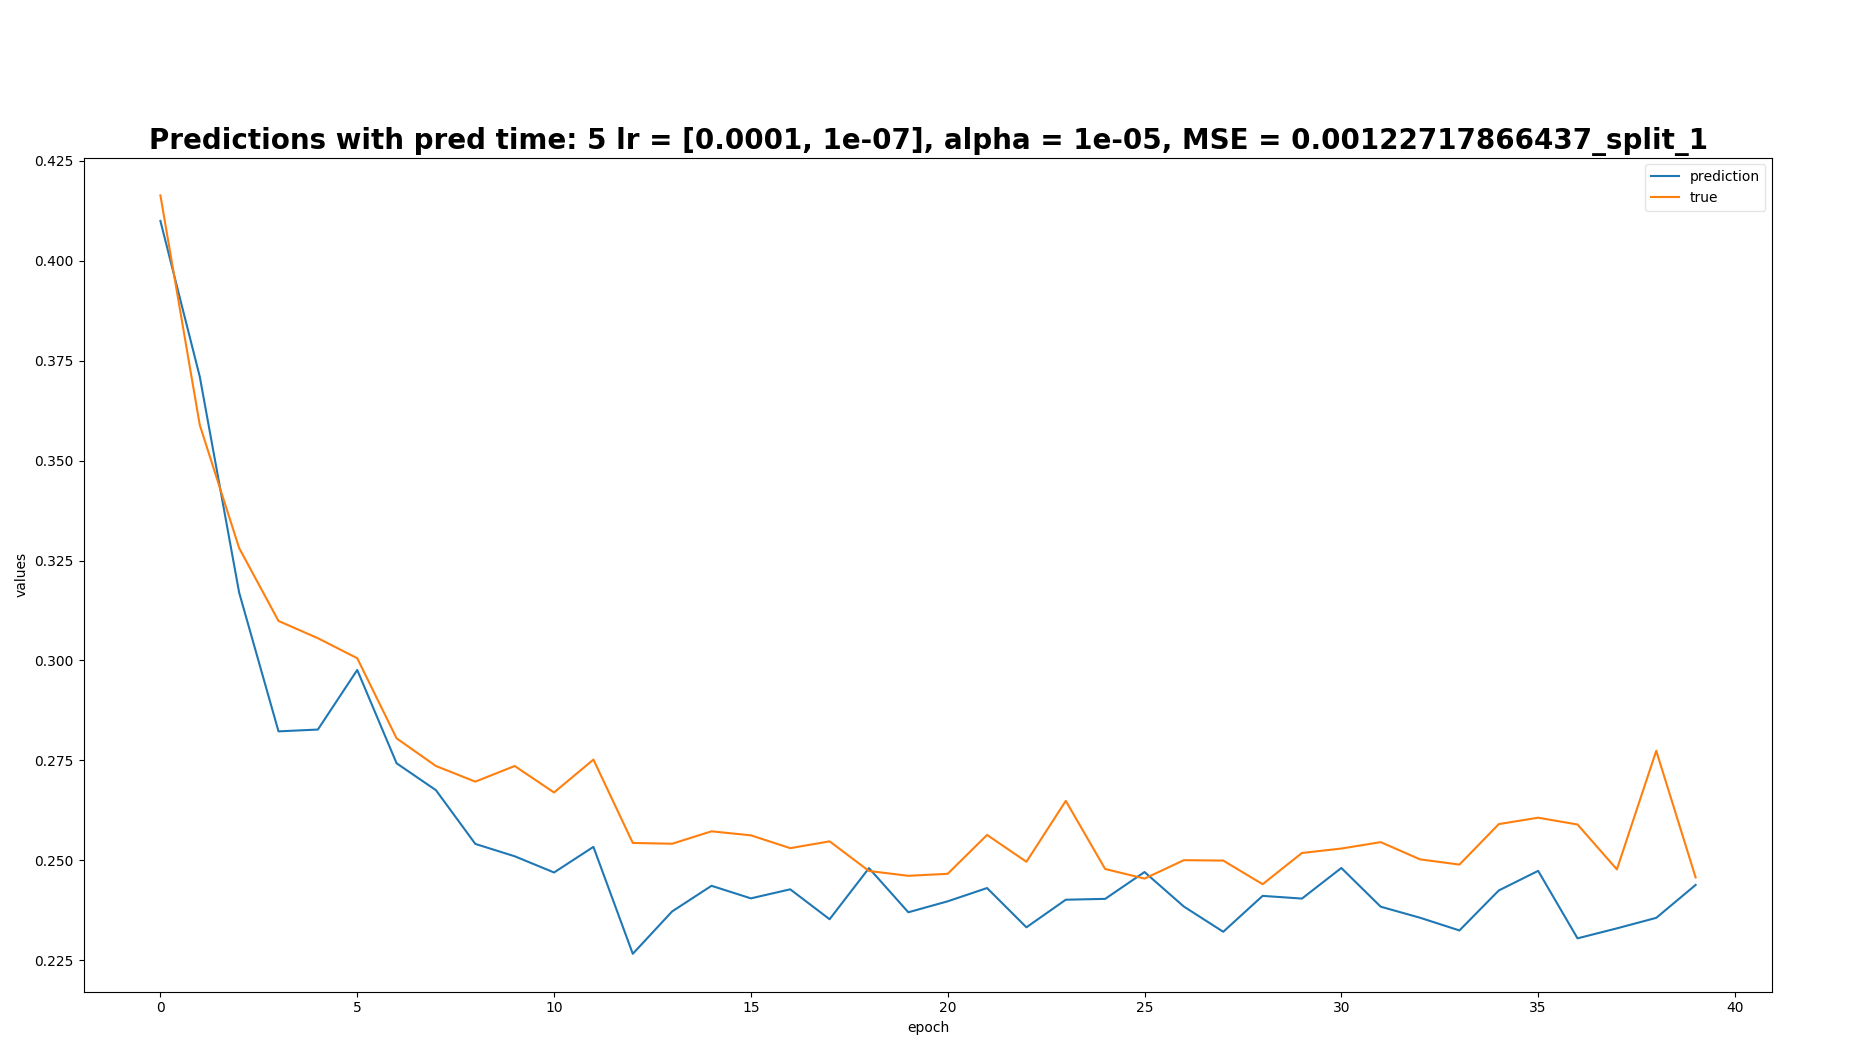 Predictions with pred time: 5 lr = [0.0001, 1e-07], alpha = 1e-05, MSE = 0.00122717866437_split_1
prediction
true
0.425
0.400
0.375
0.350
0.325
0.300
0.275
0.250
0.225
values
0 5 10 15 20 25 30 35 40
epoch